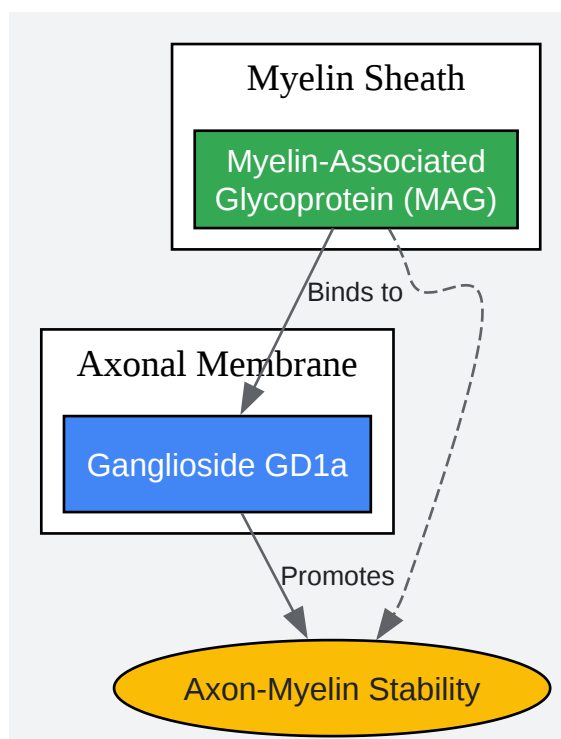 Myelin Sheath
Myelin-Associated
Glycoprotein (MAG)
Binds to
Axonal Membrane
Ganglioside GD1a
Promotes
Axon-Myelin Stability